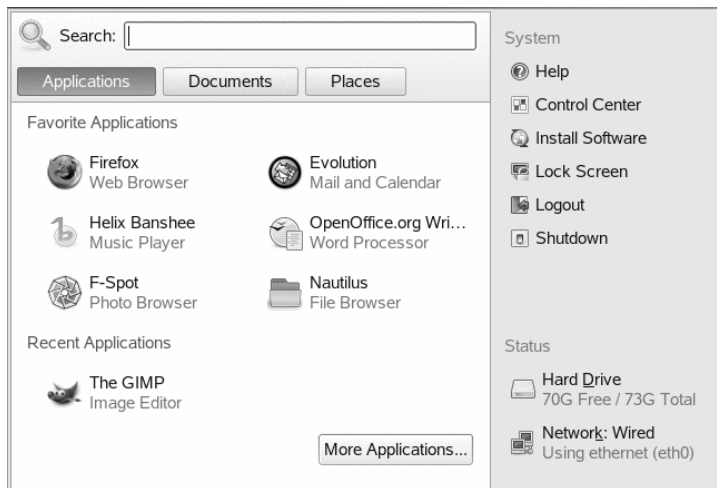 Search:
Applications
Documents
Places
Favorite Applications
Firefox
Web Browser
Evolution
Mail and Calendar
Helix Banshee
Music Player
OpenOffice.org Wri...
Word Processor
F-Spot
Photo Browser
Nautilus
File Browser
Recent Applications
The GIMP
Image Editor
More Applications...
System
Help
Control Center
Install Software
Lock Screen
Logout
Shutdown
Status
Hard Drive
70G Free / 73G Total
Network: Wired
Using ethernet (eth0)